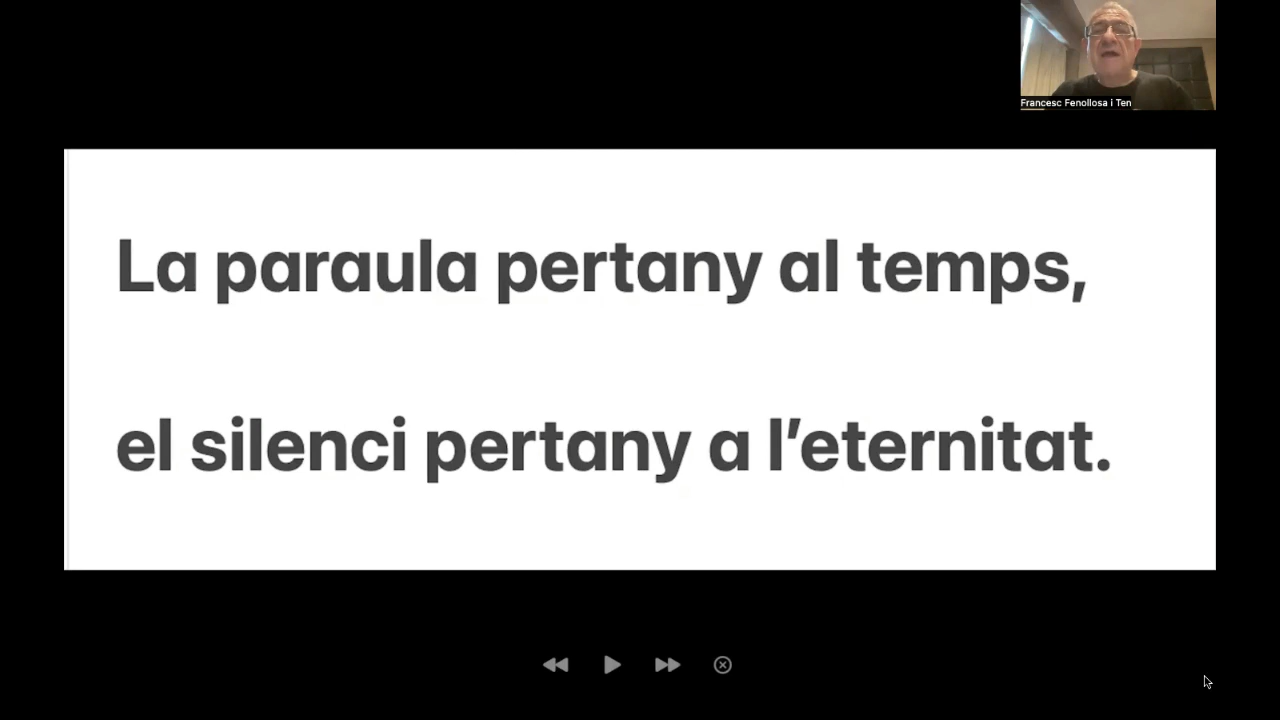 Francesc Fenollosa i Ten
La paraula pertany al temps,
el silenci pertany a l’eternitat.